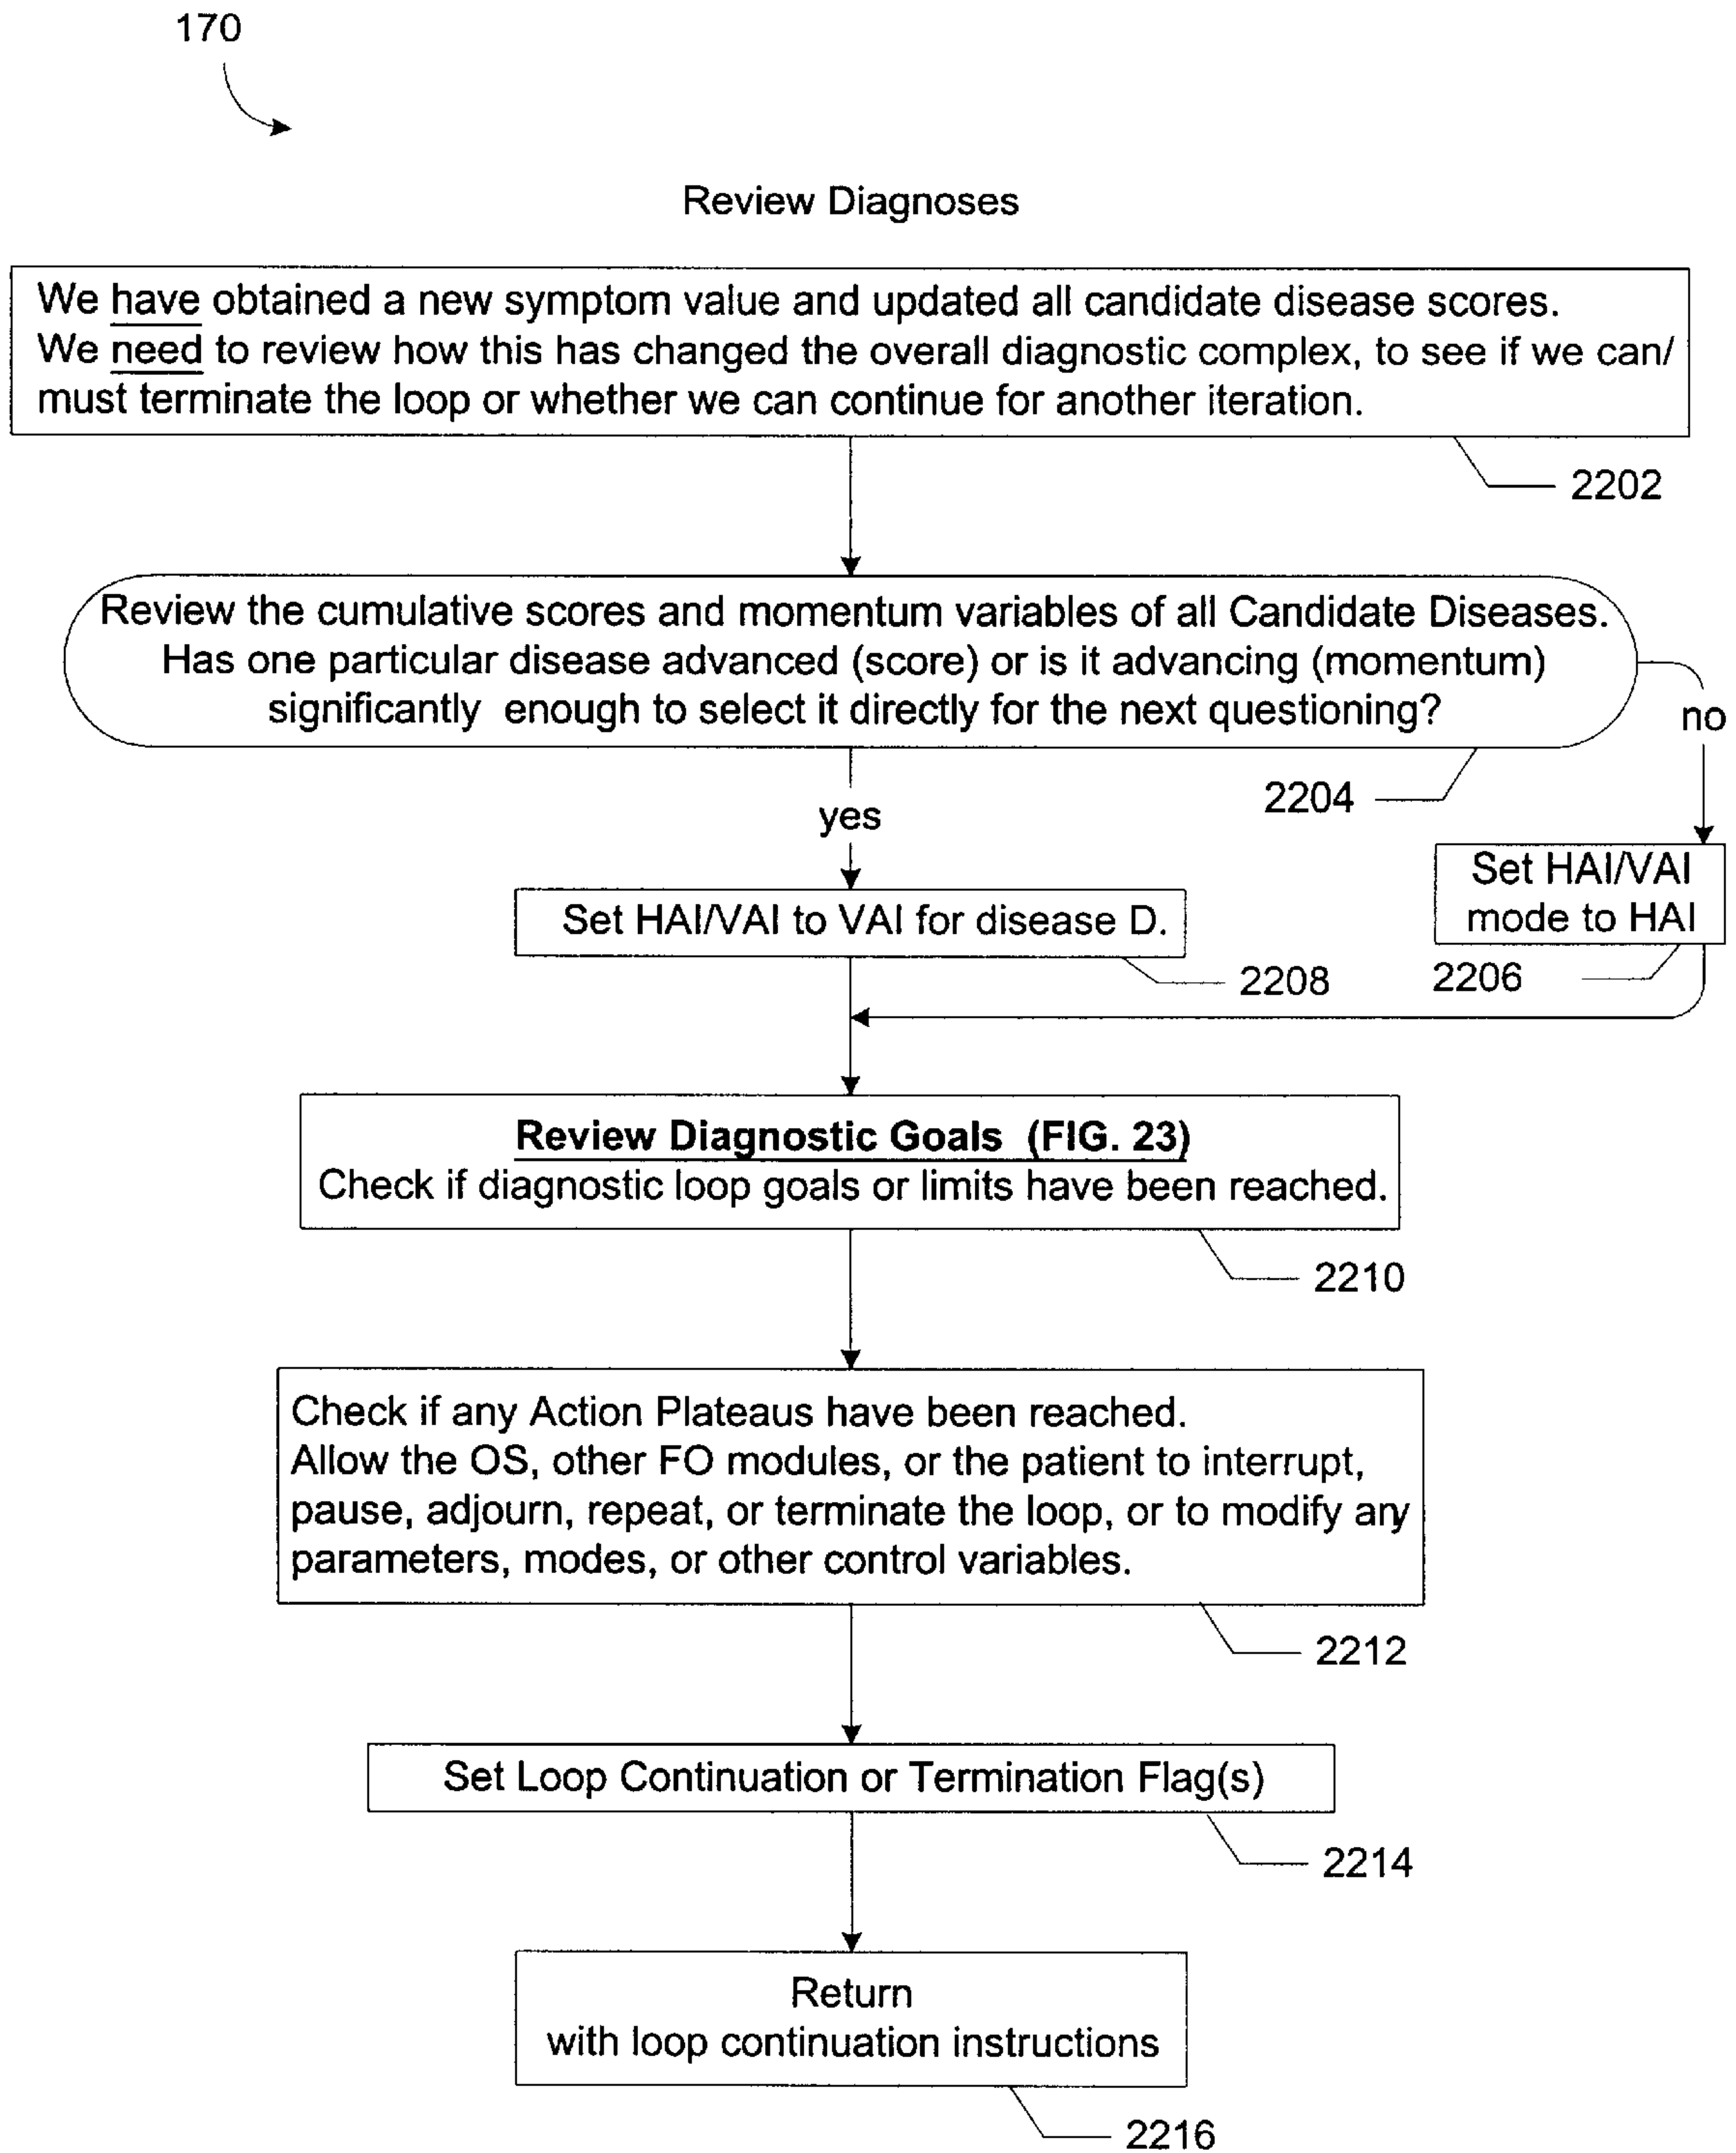 170
Review Diagnoses
We have obtained a new symptom value and updated all candidate disease scores.
We need to review how this has changed the overall diagnostic complex, to see if we can/
must terminate the loop or whether we can continue for another iteration.
2202
Review the cumulative scores and momentum variables of all Candidate Diseases.
Has one particular disease advanced (score) or is it advancing (momentum)
significantly enough to select it directly for the next questioning?
no
2204
yes
Set HAI/VAI
mode to HAI
Set HAI/VAI to VAI for disease D.
2206
2208
Review Diagnostic Goals (FIG. 23)
Check if diagnostic loop goals or limits have been reached.
2210
Check if any Action Plateaus have been reached.
Allow the OS, other FO modules, or the patient to interrupt,
pause, adjourn, repeat, or terminate the loop, or to modify any
parameters, modes, or other control variables.
2212
Set Loop Continuation or Termination Flag(s)
2214
Return
with loop continuation instructions
2216